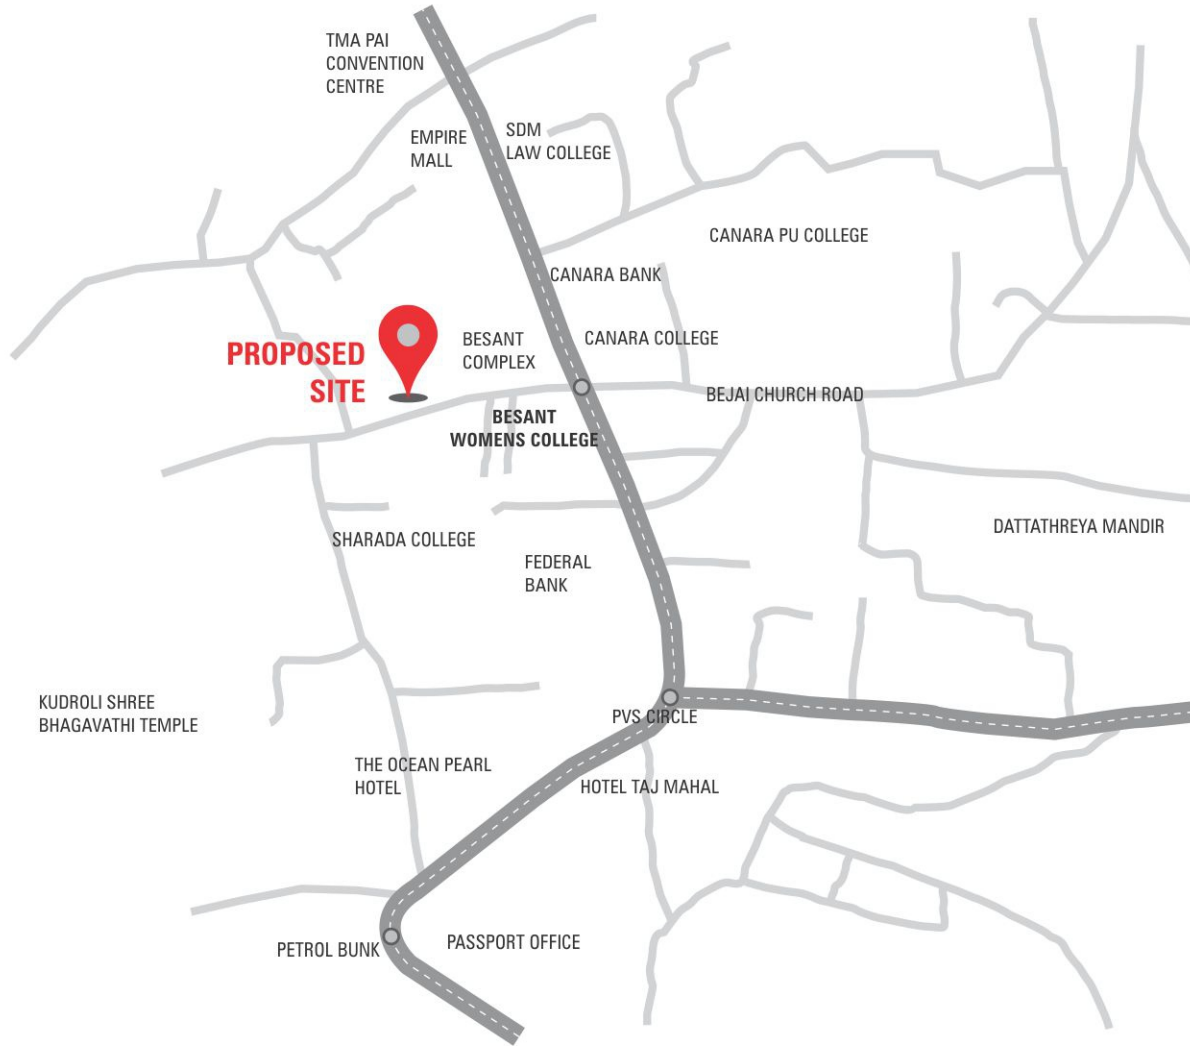 TMA PAI
CONVENTION
CENTRE
EMPIRE
MALL
SDM
LAW COLLEGE
CANARA PU COLLEGE
CANARA BANK
PROPOSED
SITE
BESANT
COMPLEX
CANARA COLLEGE
BEJAI CHURCH ROAD
BESANT
WOMENS COLLEGE
SHARADA COLLEGE
DATTATHREYA MANDIR
FEDERAL
BANK
KUDROLI SHREE
BHAGAVATHI TEMPLE
PVS CIRCLE
THE OCEAN PEARL
HOTEL
HOTEL TAJ MAHAL
PETROL BUNK
PASSPORT OFFICE